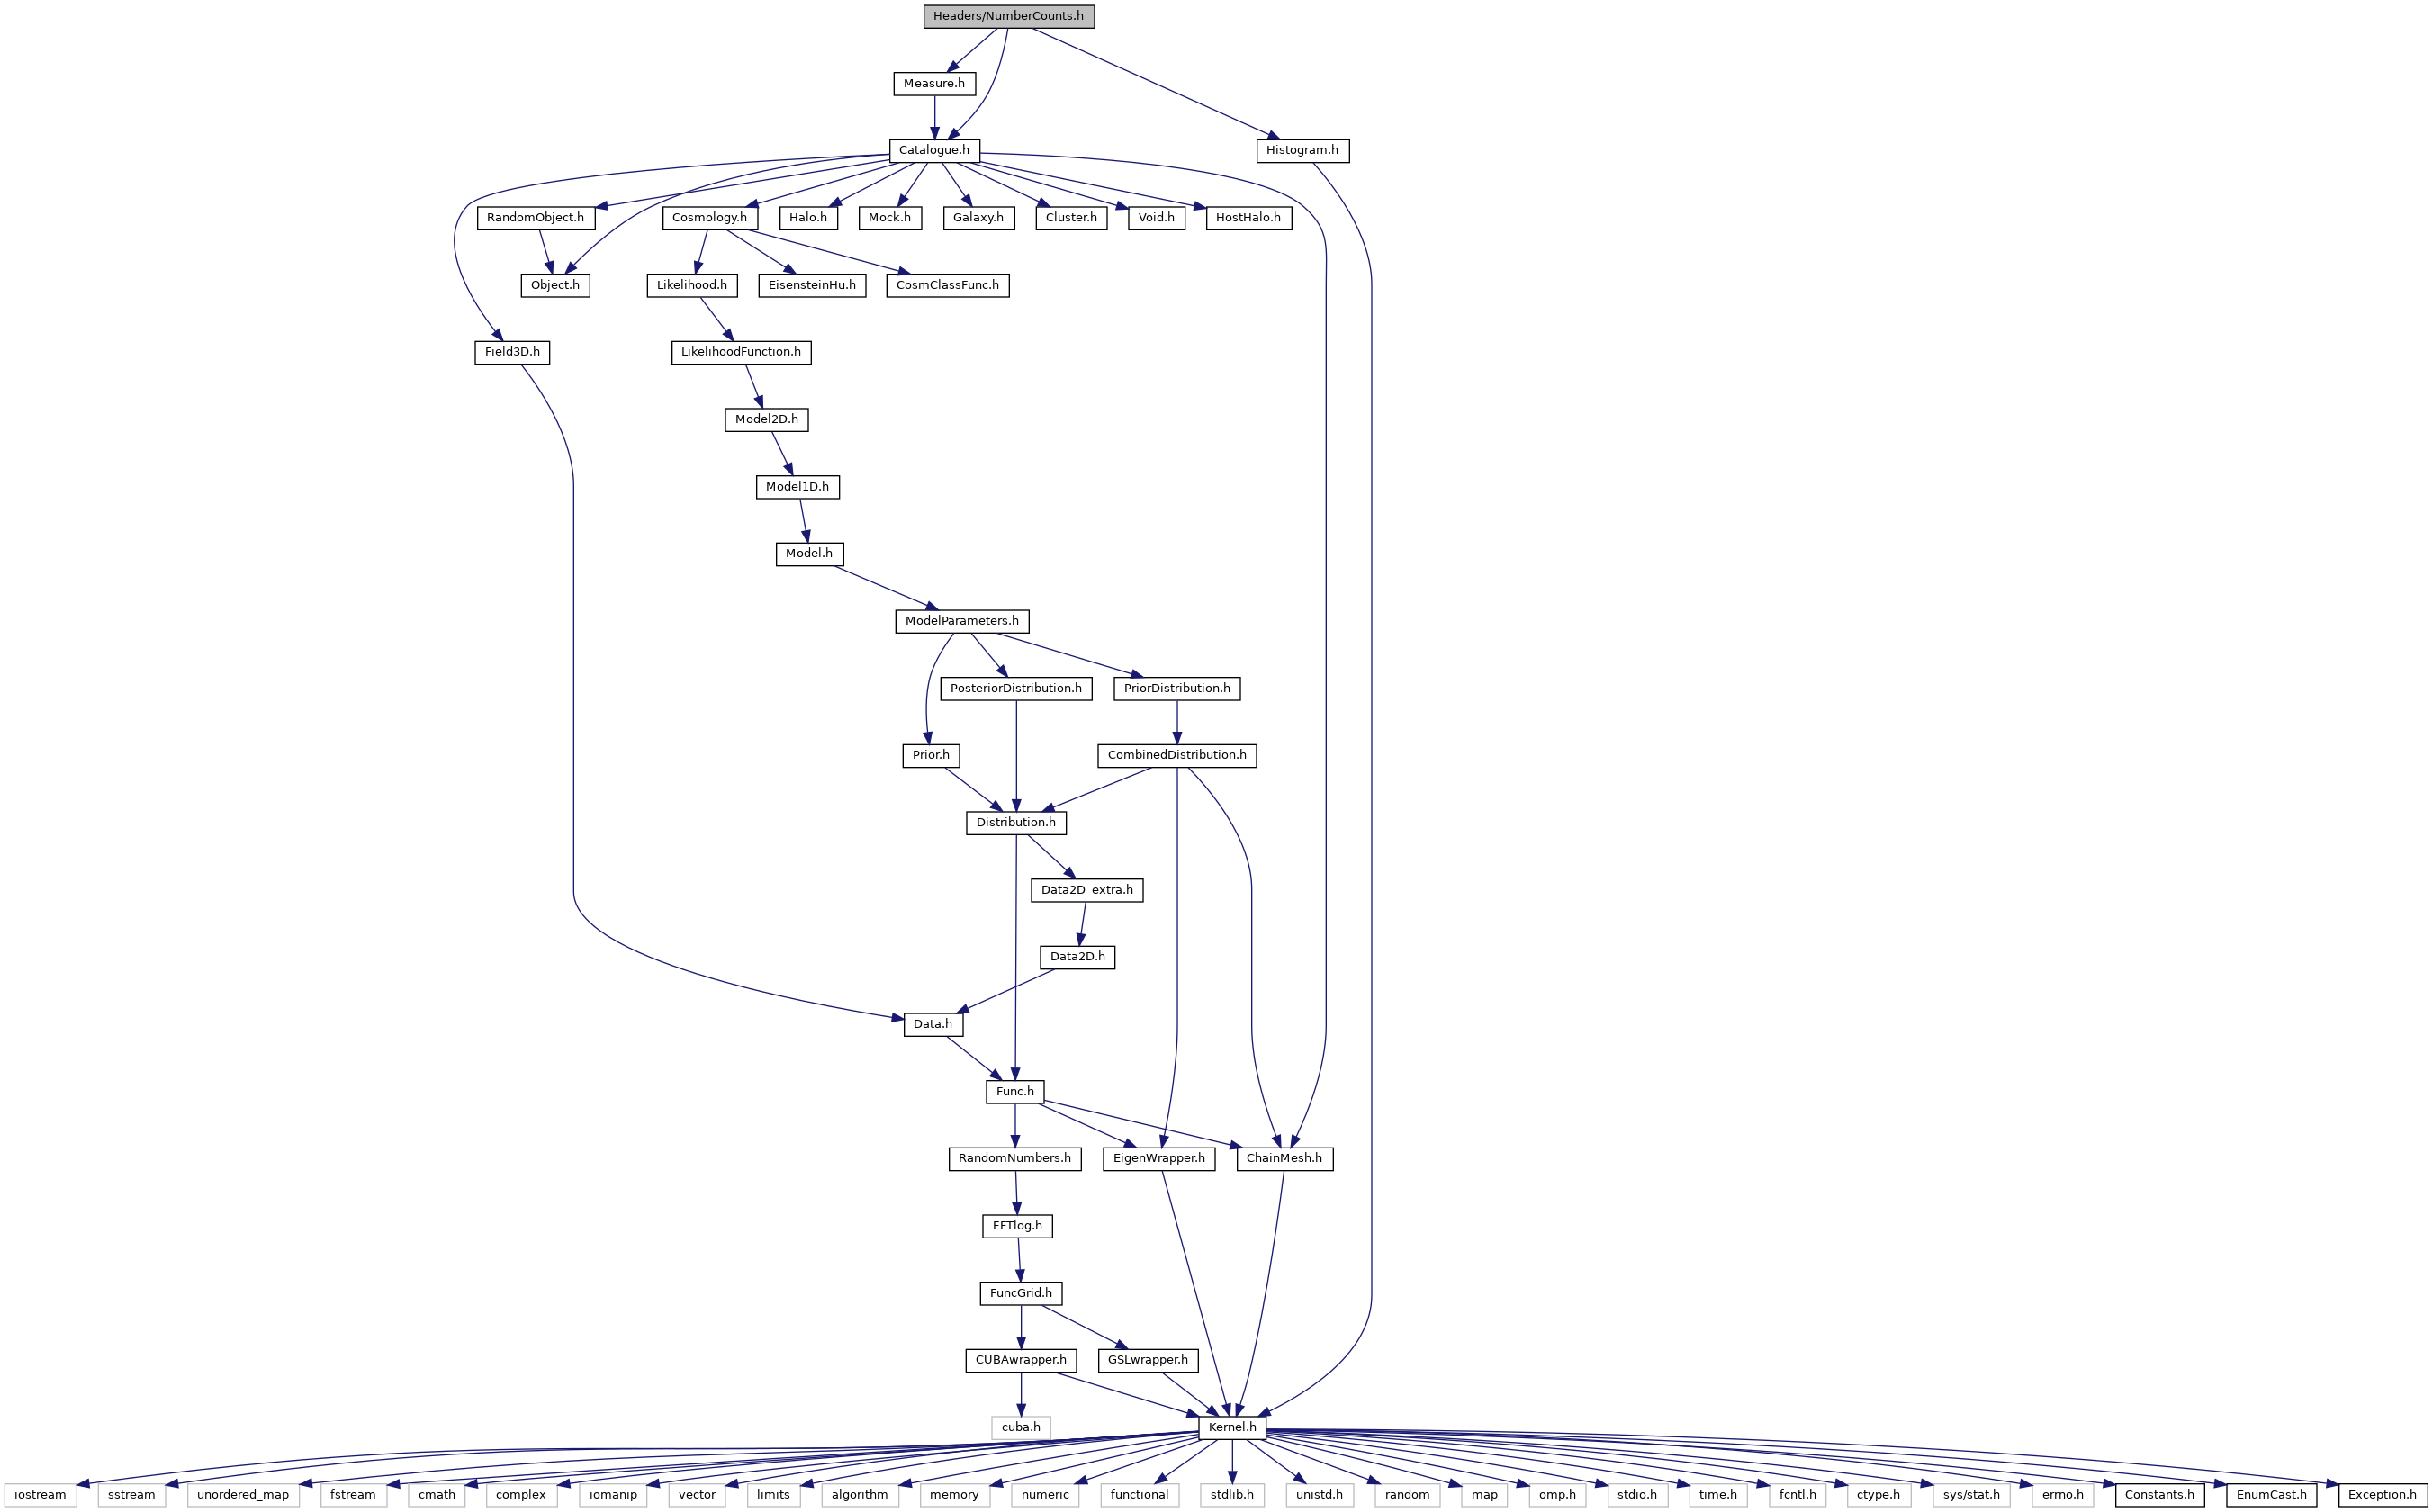 Headers/NumberCounts.h
Measure.h
Catalogue.h
Histogram.h
RandomObject.h
Cosmology.h
Halo.h
Mock.h
Galaxy.h
Cluster.h
Void.h
HostHalo.h
Object.h
Likelihood.h
EisensteinHu.h
CosmClassFunc.h
Field3D.h
LikelihoodFunction.h
Model2D.h
Model1D.h
Model.h
ModelParameters.h
PosteriorDistribution.h
PriorDistribution.h
Prior.h
CombinedDistribution.h
Distribution.h
Data2D_extra.h
Data2D.h
Data.h
Func.h
RandomNumbers.h
EigenWrapper.h
ChainMesh.h
FFTlog.h
FuncGrid.h
CUBAwrapper.h
GSLwrapper.h
cuba.h
Kernel.h
iostream
sstream
unordered_map
fstream
cmath
complex
iomanip
vector
limits
algorithm
memory
numeric
functional
stdlib.h
unistd.h
random
map
omp.h
stdio.h
time.h
fcntl.h
ctype.h
sys/stat.h
errno.h
Constants.h
EnumCast.h
Exception.h